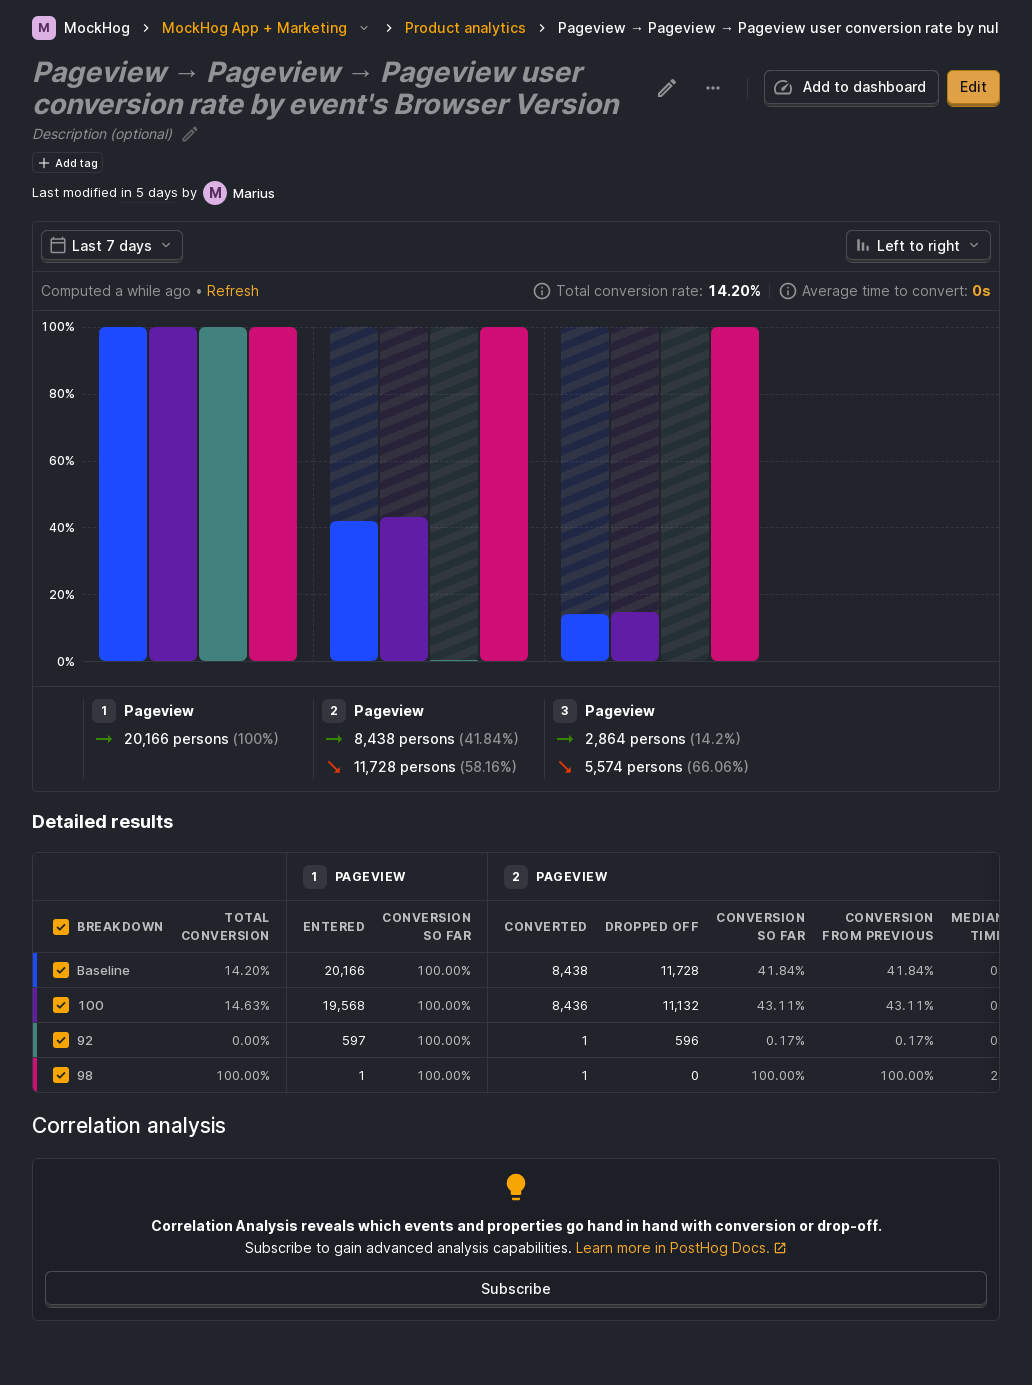 M MockHog > MockHog App + Marketing > Product analytics > Pageview → Pageview → Pageview user conversion rate by nul
Pageview → Pageview → Pageview user
conversion rate by event's Browser Version
Add to dashboard
Edit
Description (optional)
Add tag
Last modified in 5 days by M Marius
Last 7 days
Left to right
Computed a while ago • Refresh
Total conversion rate: 14.20%
Average time to convert: 0s
100%
80%
60%
40%
20%
0%
1 Pageview
20,166 persons (100%)
2 Pageview
8,438 persons (41.84%)
11,728 persons (58.16%)
3 Pageview
2,864 persons (14.2%)
5,574 persons (66.06%)
Detailed results
1 PAGEVIEW 2 PAGEVIEW
BREAKDOWN TOTAL CONVERSION ENTERED CONVERSION SO FAR CONVERTED DROPPED OFF CONVERSION SO FAR CONVERSION FROM PREVIOUS MEDIAN TIM
Baseline 14.20% 20,166 100.00% 8,438 11,728 41.84% 41.84% 0
100 14.63% 19,568 100.00% 8,436 11,132 43.11% 43.11% 0
92 0.00% 597 100.00% 1 596 0.17% 0.17% 0
98 100.00% 1 100.00% 1 0 100.00% 100.00% 2
Correlation analysis
Correlation Analysis reveals which events and properties go hand in hand with conversion or drop-off.
Subscribe to gain advanced analysis capabilities. Learn more in PostHog Docs.
Subscribe